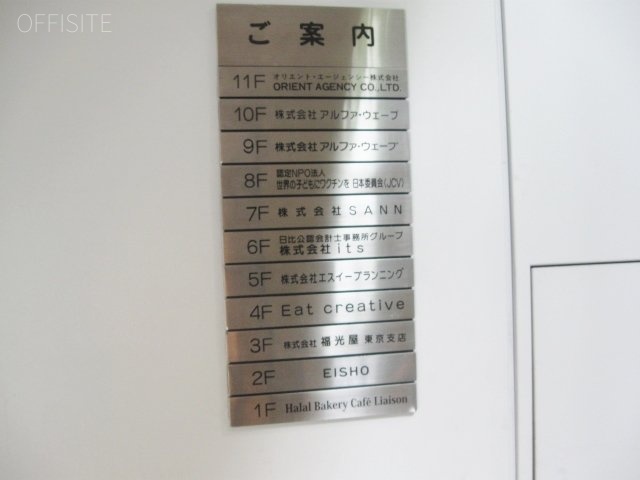 OFFISITE
ご案内
11F オリエント・エージェンシー株式会社
ORIENT AGENCY CO.,LTD.
10F 株式会社 アルファ・ウェーブ
9F 株式会社 アルファ・ウェーブ
8F 認定NPO法人
世界の子どもにワクチンを 日本委員会(JCV)
7F 株式会社SANN
6F 日比公認会計士事務所グループ
株式会社its
5F 株式会社エスイープランニング
4F Eat creative
3F 株式会社 福光屋 東京支店
2F EISHO
1F Halal Bakery Café Liaison